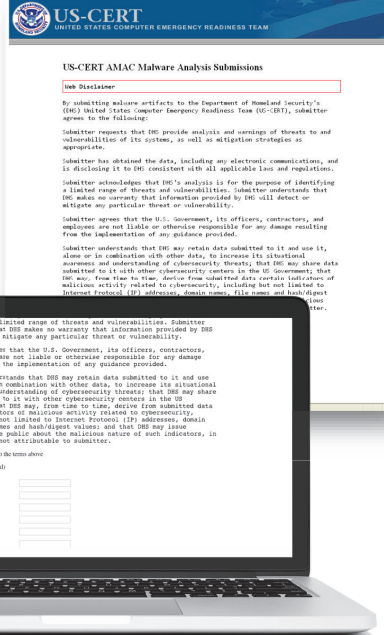 US-CERT
UNITED STATES COMPUTER EMERGENCY READINESS TEAM
US-CERT AMAC Malware Analysis Submissions
Web Disclaimer
By submitting malware artifacts to the Department of Homeland Security's
(DHS) United States Computer Emergency Readiness Team (US-CERT), submitter
agrees to the following:
Submitter requests that DHS provide analysis and warnings of threats to and
vulnerabilities of its systems, as well as mitigation strategies as
appropriate.
Submitter has obtained the data, including any electronic communications, and
is disclosing it to DHS consistent with all applicable laws and regulations.
Submitter acknowledges that DHS's analysis is for the purpose of identifying
a limited range of threats and vulnerabilities. Submitter understands that
DHS makes no warranty that information provided by DHS will detect or
mitigate any particular threat or vulnerability.
Submitter agrees that the U.S. Government, its officers, contractors, and
employees are not liable or otherwise responsible for any damage resulting
from the implementation of any guidance provided.
Submitter understands that DHS may retain data submitted to it and use it,
alone or in combination with other data, to increase its situational
awareness and understanding of cybersecurity threats; that DHS may share data
submitted to it with other cybersecurity centers in the US Government; that
DHS may, from time to time, derive from submitted data certain indicators of
malicious activity related to cybersecurity, including but not limited to
Internet Protocol (IP) addresses, domain names, file names and hash/digest
limited range of threats and vulnerabilities. Submitter
at DHS makes no warranty that information provided by DHS
mitigate any particular threat or vulnerability.
es that the U.S. Government, its officers, contractors,
are not liable or otherwise responsible for any damage
the implementation of any guidance provided.
rstands that DHS may retain data submitted to it and use
n combination with other data, to increase its situational
nderstanding of cybersecurity threats; that DHS may share
to it with other cybersecurity centers in the US
at DHS may, from time to time, derive from submitted data
tors of malicious activity related to cybersecurity,
not limited to Internet Protocol (IP) addresses, domain
mes and hash/digest values; and that DHS may issue
e public about the malicious nature of such indicators, in
not attributable to submitter.
o the terms above
d)